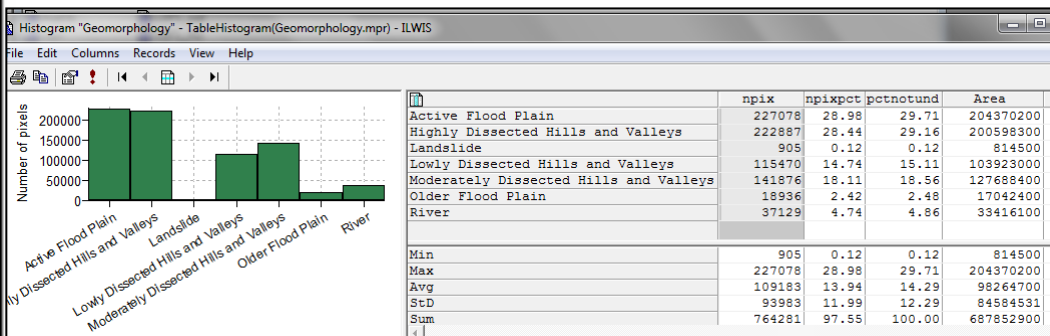 Histogram "Geomorphology" - TableHistogram(Geomorphology.mpr) - ILWIS
File Edit Columns Records View Help
Number of pixels
200000
150000
100000
50000
0
Active Flood Plain
ly Dissected Hills and Valleys
Landslide
Lowly Dissected Hills and Valleys
Moderately Dissected Hills and Valleys
Older Flood Plain
River
npix npixpct pctnotund Area
Active Flood Plain 227078 28.98 29.71 204370200
Highly Dissected Hills and Valleys 222887 28.44 29.16 200598300
Landslide 905 0.12 0.12 814500
Lowly Dissected Hills and Valleys 115470 14.74 15.11 103923000
Moderately Dissected Hills and Valleys 141876 18.11 18.56 127688400
Older Flood Plain 18936 2.42 2.48 17042400
River 37129 4.74 4.86 33416100
Min 905 0.12 0.12 814500
Max 227078 28.98 29.71 204370200
Avg 109183 13.94 14.29 98264700
StD 93983 11.99 12.29 84584531
Sum 764281 97.55 100.00 687852900